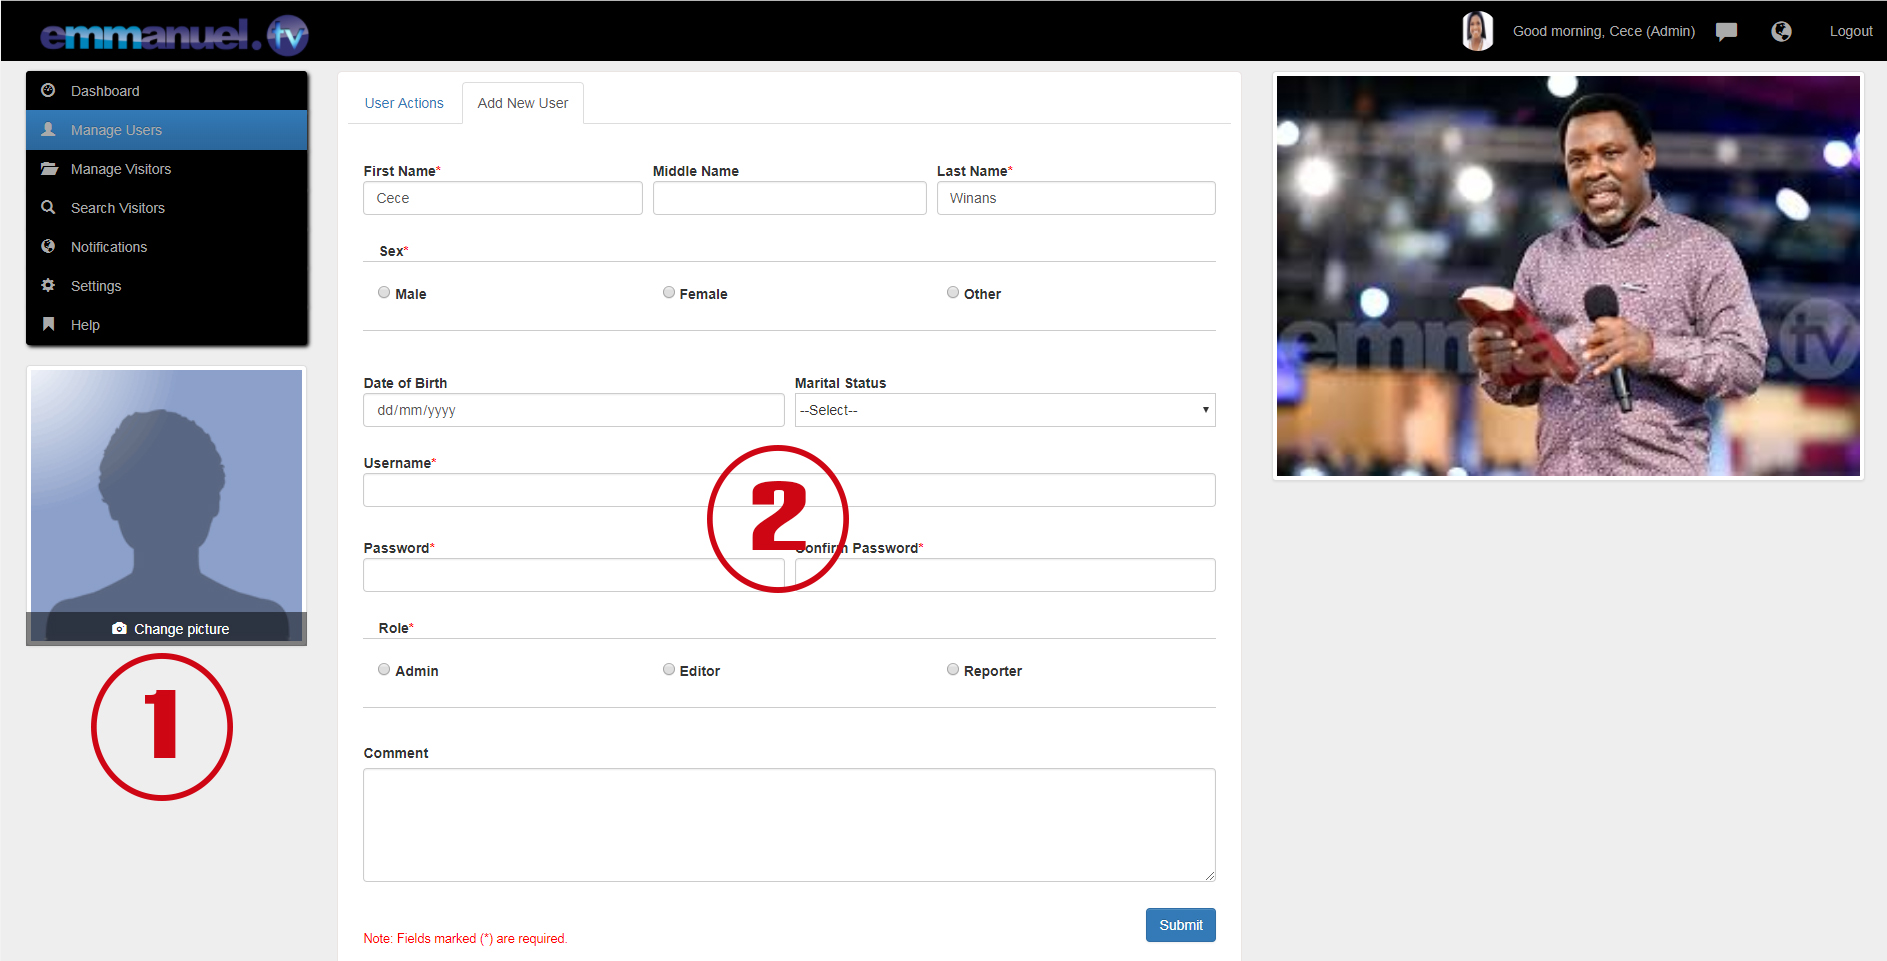 emmanuel.tv
Good morning, Cece (Admin)
Logout
Dashboard
Manage Users
Manage Visitors
Search Visitors
Notifications
Settings
Help
Change picture
1
User Actions
Add New User
First Name*
Middle Name
Last Name*
Cece
Winans
Sex*
Male
Female
Other
Date of Birth
Marital Status
dd/mm/yyyy
--Select--
Username*
2
Password*
Confirm Password*
Role*
Admin
Editor
Reporter
Comment
Submit
Note: Fields marked (*) are required.
emmanuel.tv